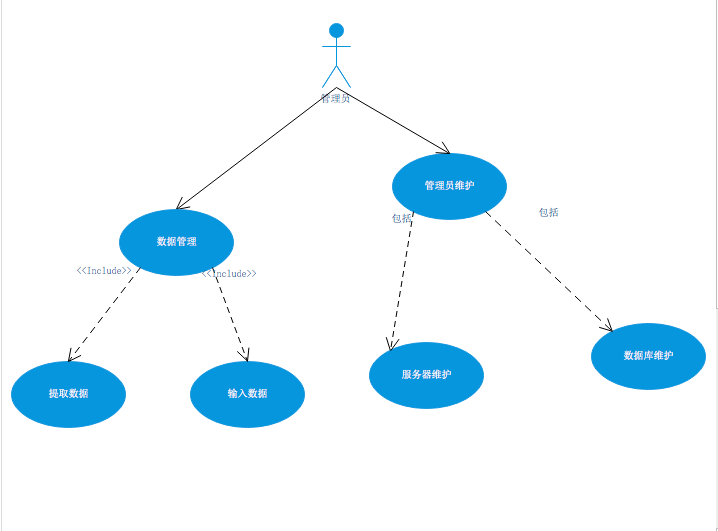 管理员
管理员维护
包括
包括
数据管理
<<Include>>
<<Include>>
服务器维护
数据库维护
提取数据
输入数据